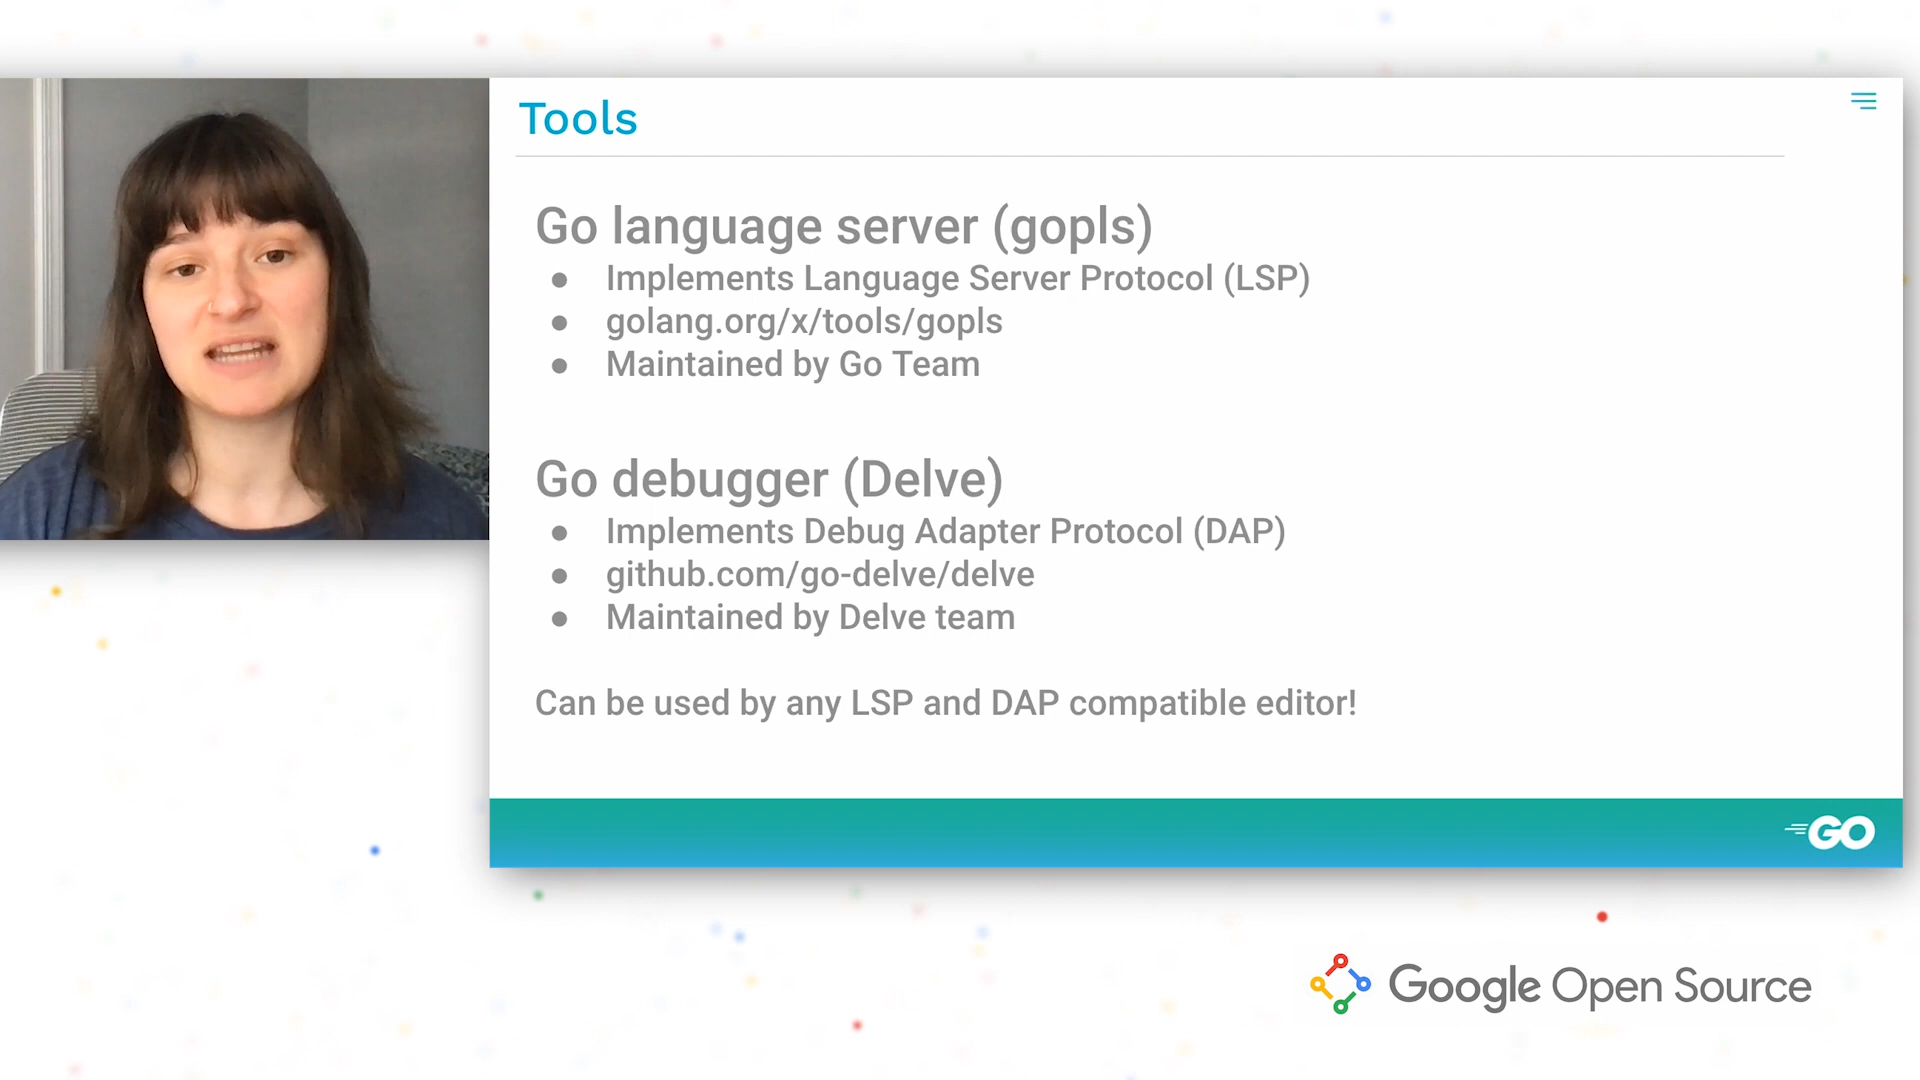 Tools
Go language server (gopls)
● Implements Language Server Protocol (LSP)
● golang.org/x/tools/gopls
● Maintained by Go Team
Go debugger (Delve)
● Implements Debug Adapter Protocol (DAP)
● github.com/go-delve/delve
● Maintained by Delve team
Can be used by any LSP and DAP compatible editor!
GO
Google Open Source